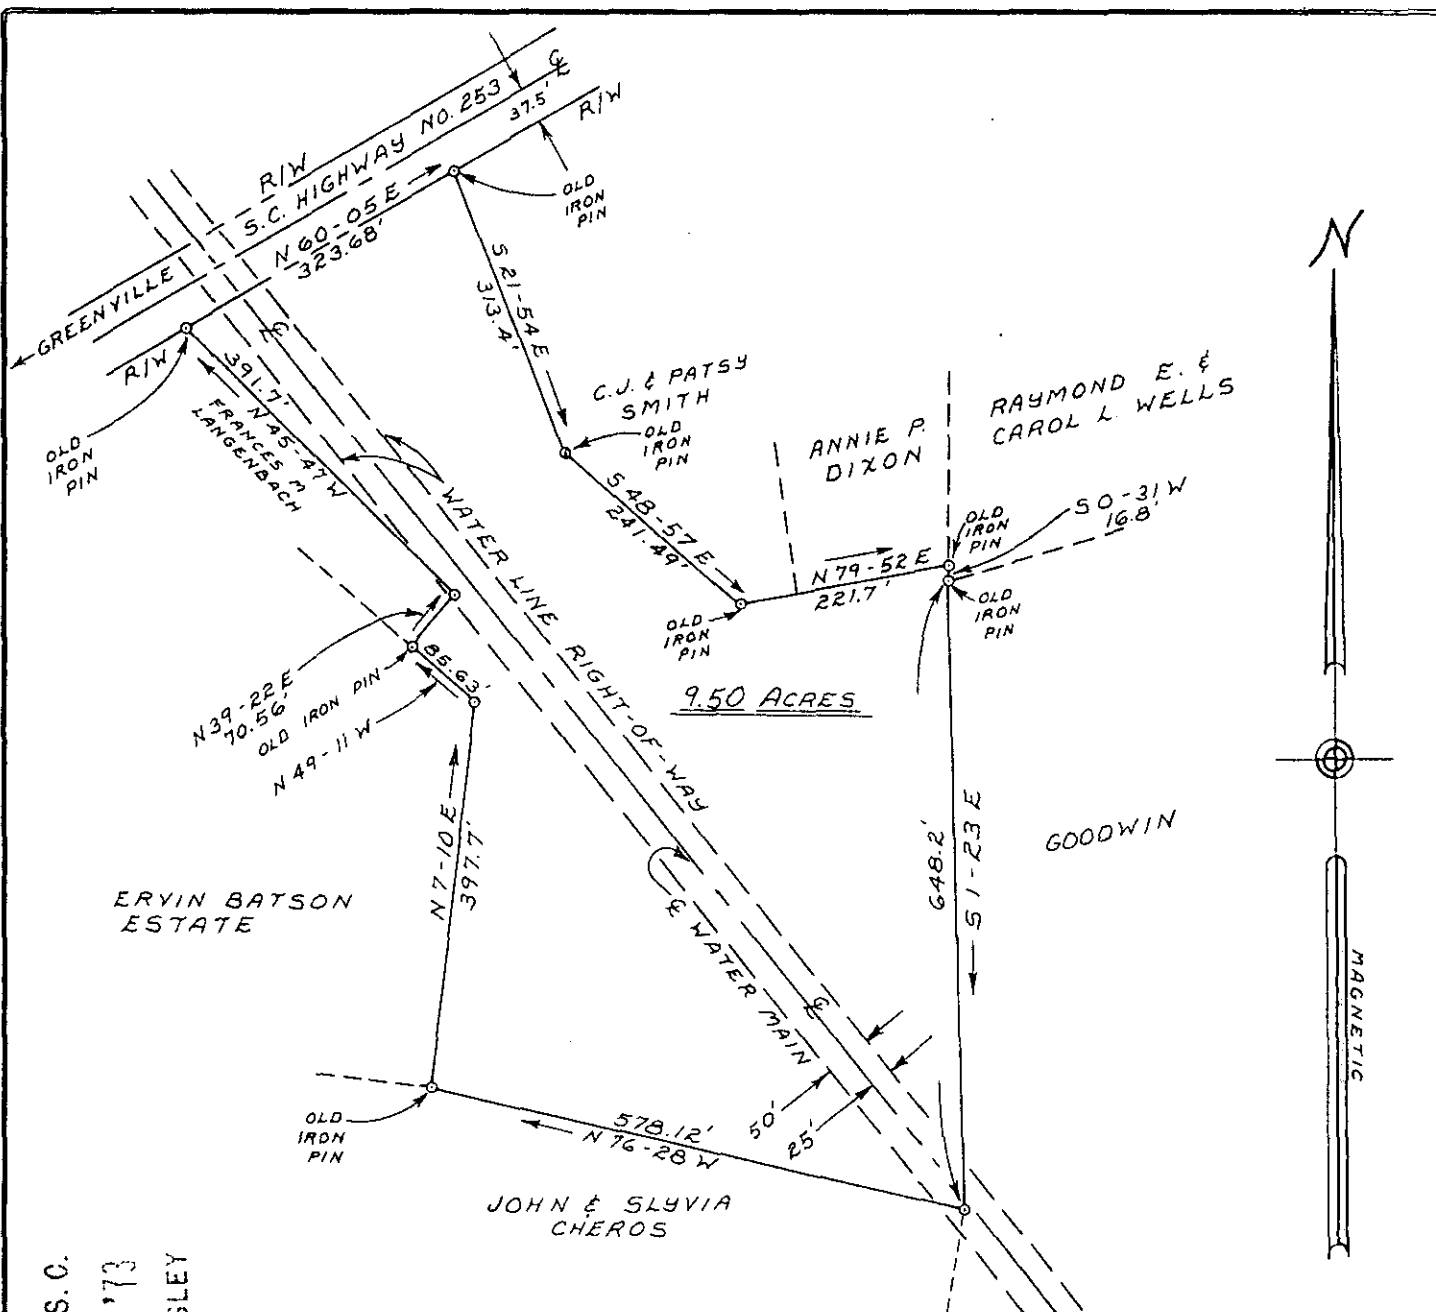 R/W
S.C. HIGHWAY NO. 253
℄
37.5'
R/W
GREENVILLE
N 60-05 E
323.68'
R/W
OLD
IRON
PIN
OLD
IRON
PIN
S 21-54 E
313.4'
N
℄
391.7'
N 45-47 W
FRANCES M
LANGENBACH
C.J. & PATSY
SMITH
OLD
IRON
PIN
ANNIE P.
DIXON
RAYMOND E. &
CAROL L. WELLS
S 48-57 E
241.49'
S 0-31 W
16.8'
OLD
IRON
PIN
N 79-52 E
221.7'
OLD
IRON
PIN
OLD
IRON
PIN
WATER LINE RIGHT-OF-WAY
N 39-22 E
70.56'
OLD IRON PIN
85.63'
N 49-11 W
9.50 ACRES
N 7-10 E
397.7'
648.2'
S 1-23 E
GOODWIN
ERVIN BATSON
ESTATE
℄ WATER MAIN
℄
MAGNETIC
50'
25'
OLD
IRON
PIN
578.12'
N 76-28 W
JOHN & SLYVIA
CHEROS
S.C.
'73
SLEY